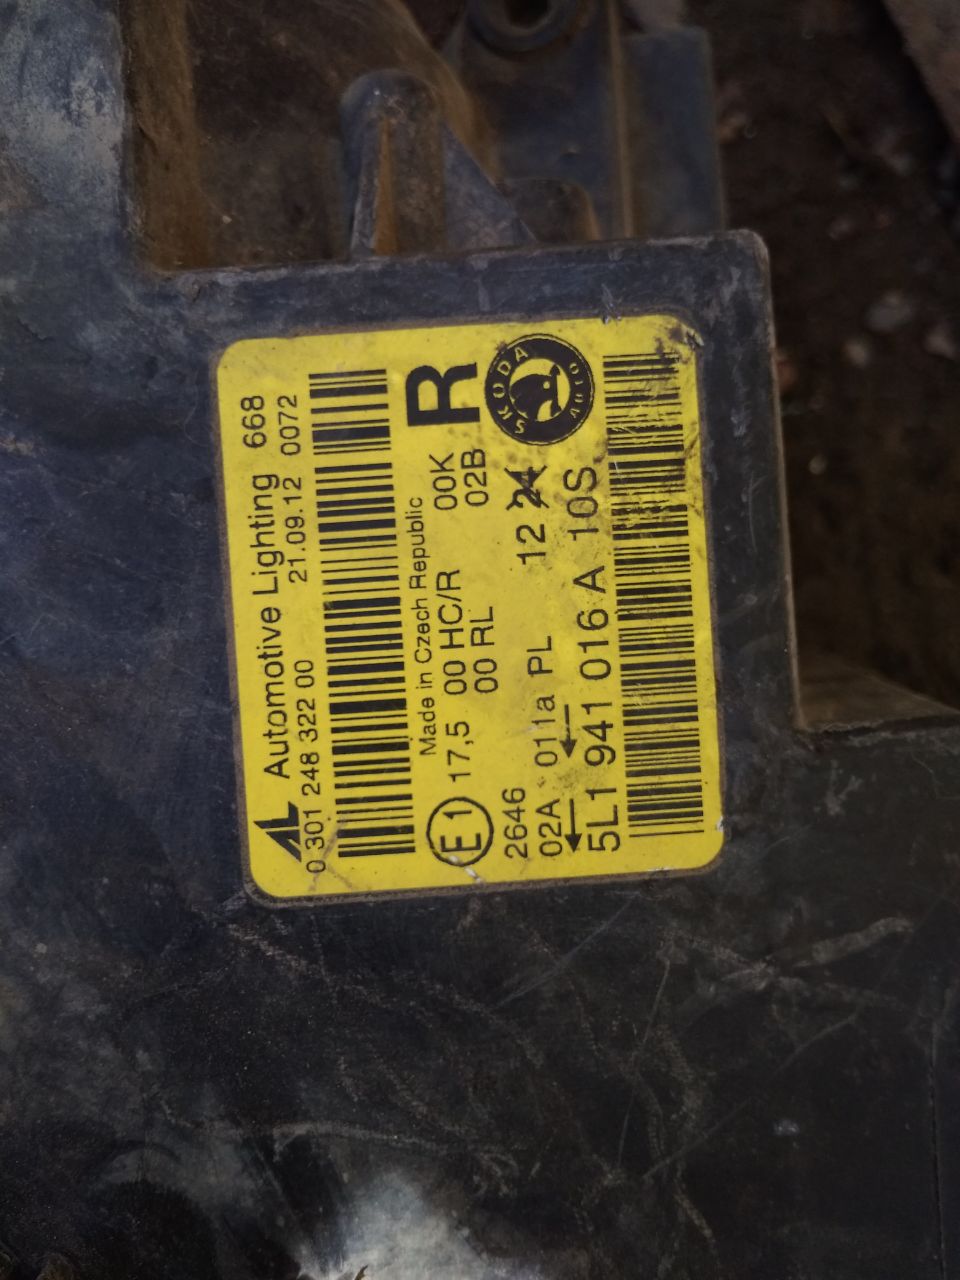 AL Automotive Lighting 668
0 301 248 322 00 21.09.12 0072
Made in Czech Republic
R
E1 17,5 00 HC/R 00K
00 RL 02B
2646
02A 011a PL 12 24
SKODA AUTO
5L1 941 016 A 10S